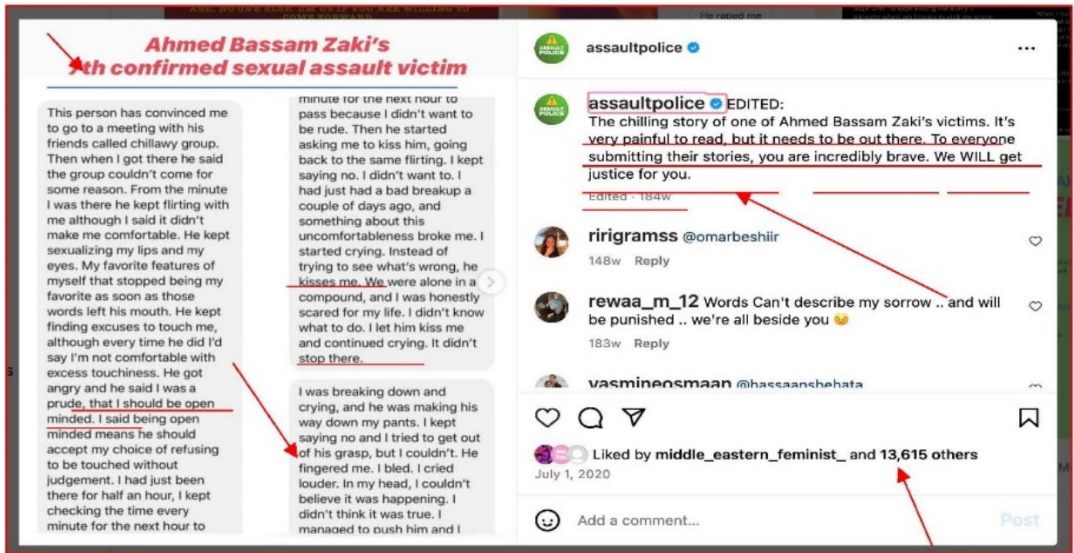 He raped me
COME FORWARD
Ahmed Bassam Zaki's
7th confirmed sexual assault victim
This person has convinced me
to go to a meeting with his
friends called chillawy group.
Then when I got there he said
the group couldn't come for
some reason. From the minute
I was there he kept flirting with
me although I said it didn't
make me comfortable. He kept
sexualizing my lips and my
eyes. My favorite features of
myself that stopped being my
favorite as soon as those
words left his mouth. He kept
finding excuses to touch me,
although every time he did I'd
say I'm not comfortable with
excess touchiness. He got
angry and he said I was a
prude, that I should be open
minded. I said being open
minded means he should
accept my choice of refusing
to be touched without
judgement. I had just been
there for half an hour, I kept
checking the time every
minute for the next hour to
minute for the next hour to
pass because I didn't want to
be rude. Then he started
asking me to kiss him, going
back to the same flirting. I kept
saying no. I didn't want to. I
had just had a bad breakup a
couple of days ago, and
something about this
uncomfortableness broke me. I
started crying. Instead of
trying to see what's wrong, he
kisses me. We were alone in a
compound, and I was honestly
scared for my life. I didn't know
what to do. I let him kiss me
and continued crying. It didn't
stop there.
I was breaking down and
crying, and he was making his
way down my pants. I kept
saying no and I tried to get out
of his grasp, but I couldn't. He
fingered me. I bled. I cried
louder. In my head, I couldn't
believe it was happening. I
didn't think it was true. I
managed to push him and I
ASSAULT
POLICE
assaultpolice
ASSAULT
POLICE
assaultpolice EDITED:
The chilling story of one of Ahmed Bassam Zaki's victims. It's
very painful to read, but it needs to be out there. To everyone
submitting their stories, you are incredibly brave. We WILL get
justice for you.
Edited · 184w
ririgramss @omarbeshiir
148w Reply
rewaa_m_12 Words Can't describe my sorrow .. and will
be punished .. we're all beside you 😢
183w Reply
yasmineosmaan @hassaanshehata
Liked by middle_eastern_feminist_ and 13,615 others
July 1, 2020
Add a comment...
Post